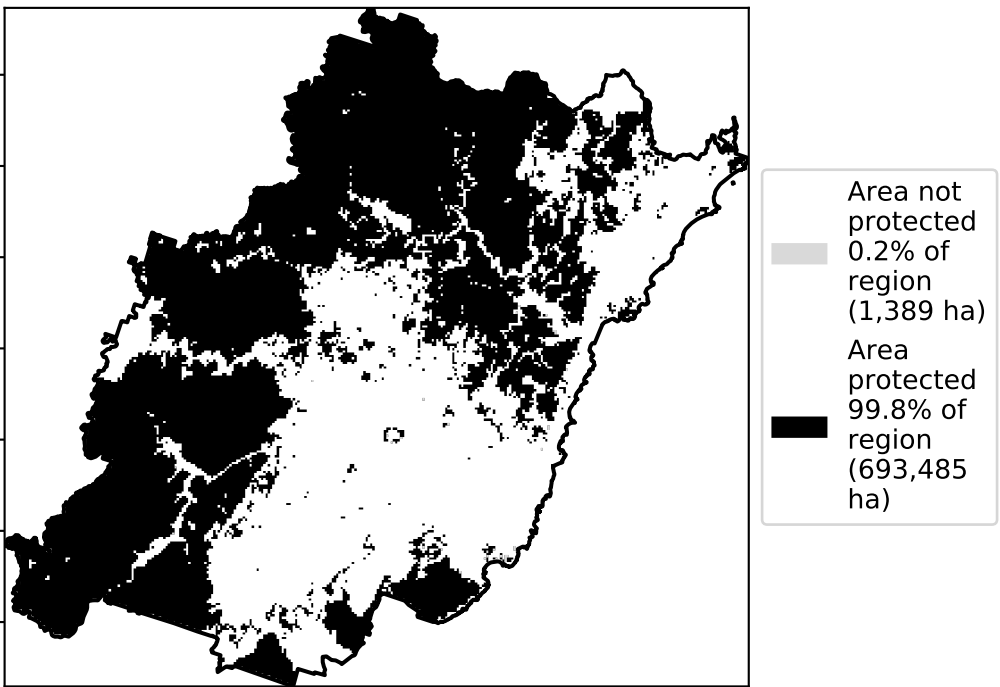 Area not
protected
0.2% of
region
(1,389 ha)
Area
protected
99.8% of
region
(693,485
ha)